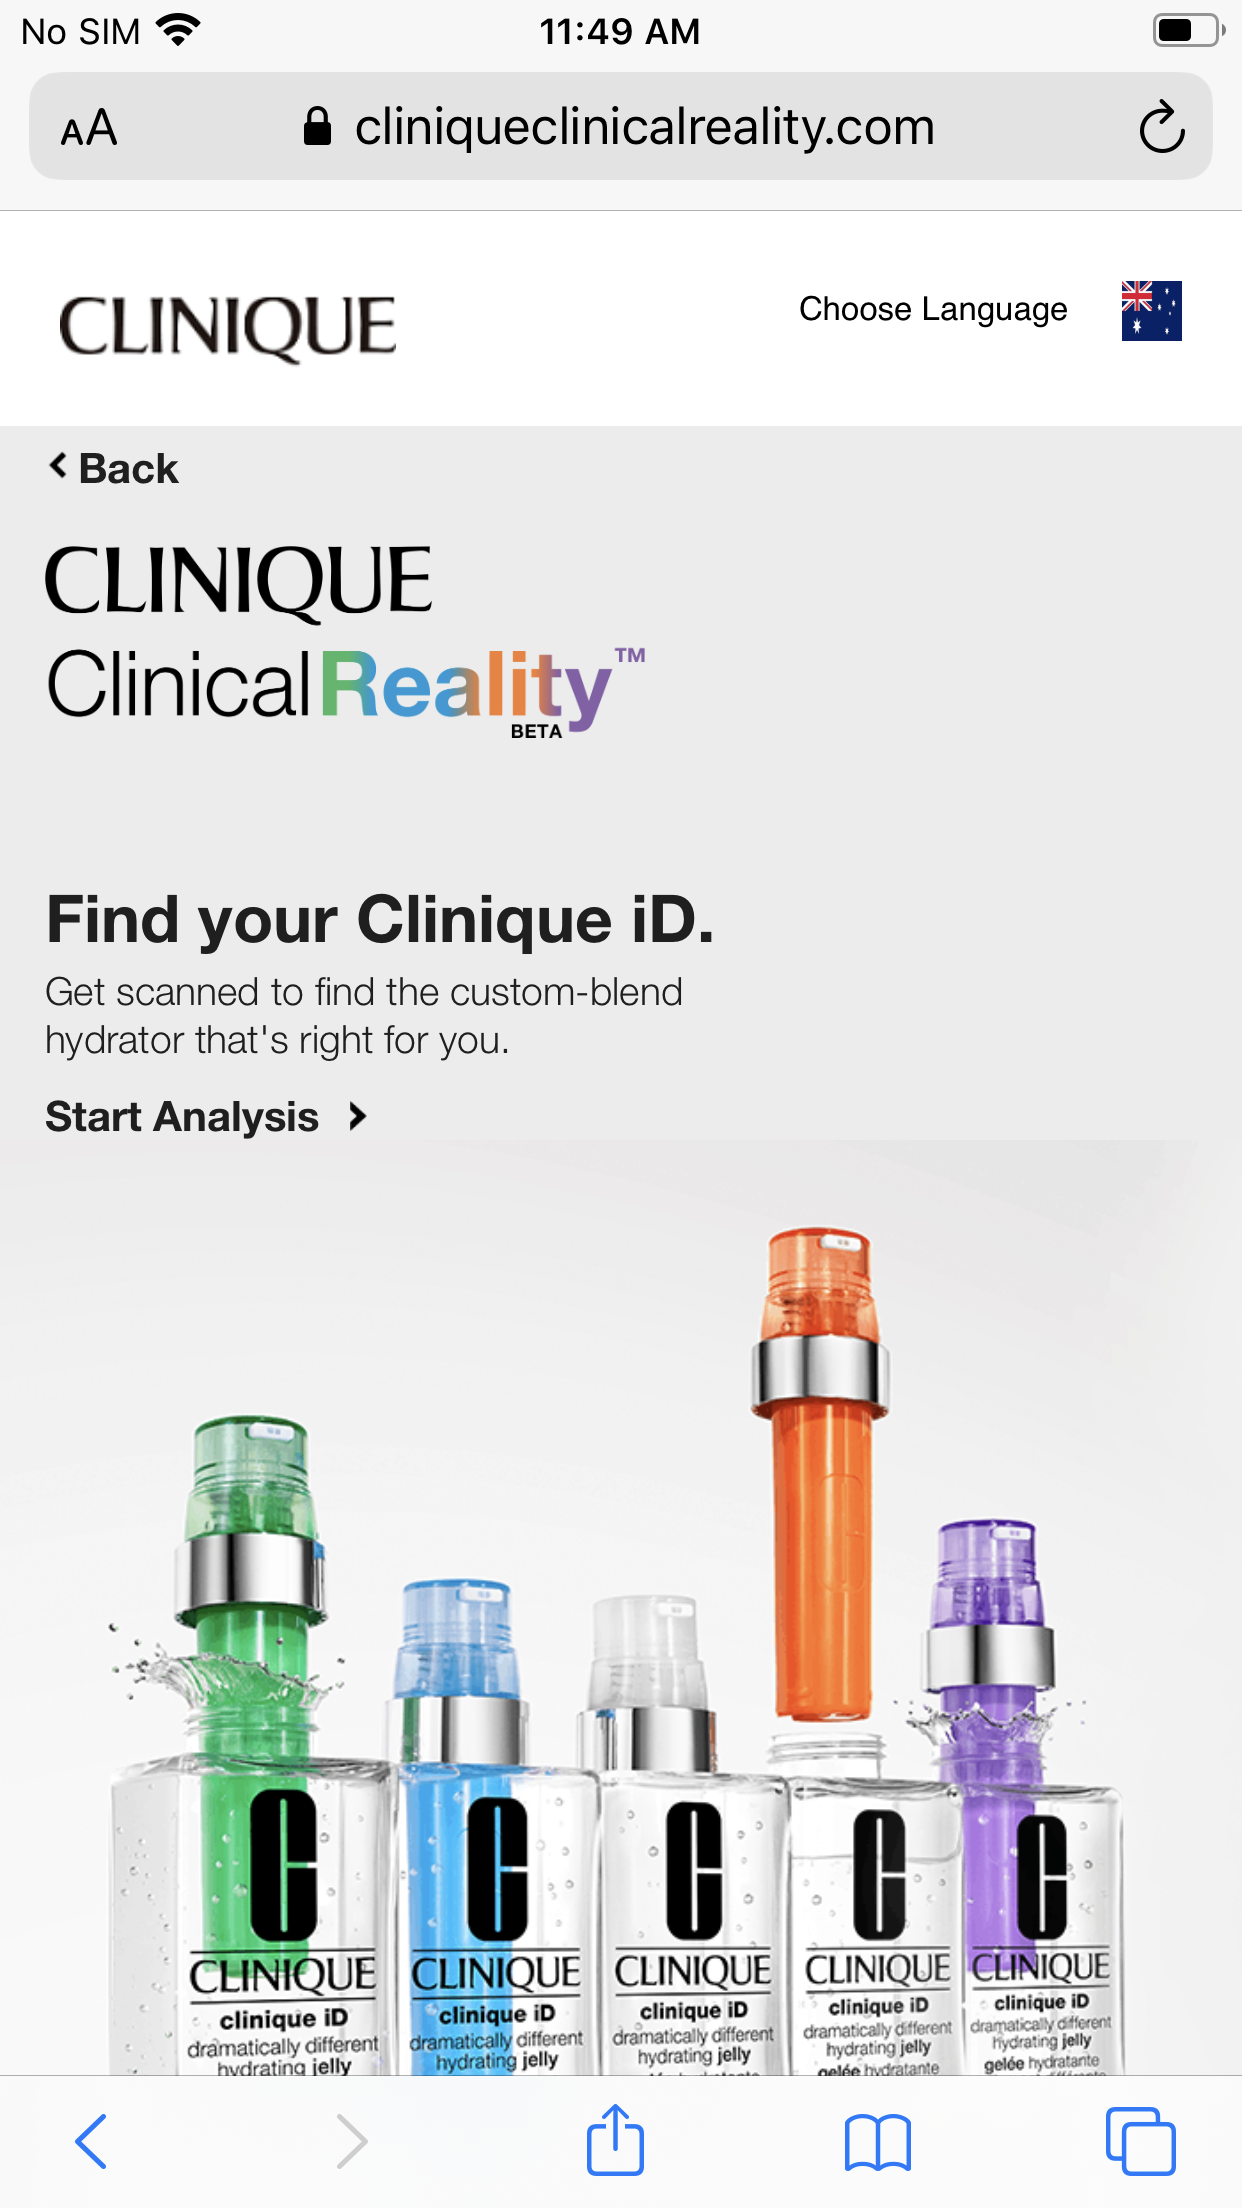 No SIM
11:49 AM
AA
cliniqueclinicalreality.com
CLINIQUE
Choose Language
Back
CLINIQUE
ClinicalReality™
BETA
Find your Clinique iD.
Get scanned to find the custom-blend
hydrator that's right for you.
Start Analysis
CLINIQUE
clinique iD
dramatically different
hydrating jelly
CLINIQUE
clinique iD
dramatically different
hydrating jelly
CLINIQUE
clinique iD
dramatically different
hydrating jelly
CLINIQUE
clinique iD
dramatically different
hydrating jelly
gelée hydratante
CLINIQUE
clinique iD
dramatically different
hydrating jelly
gelée hydratante